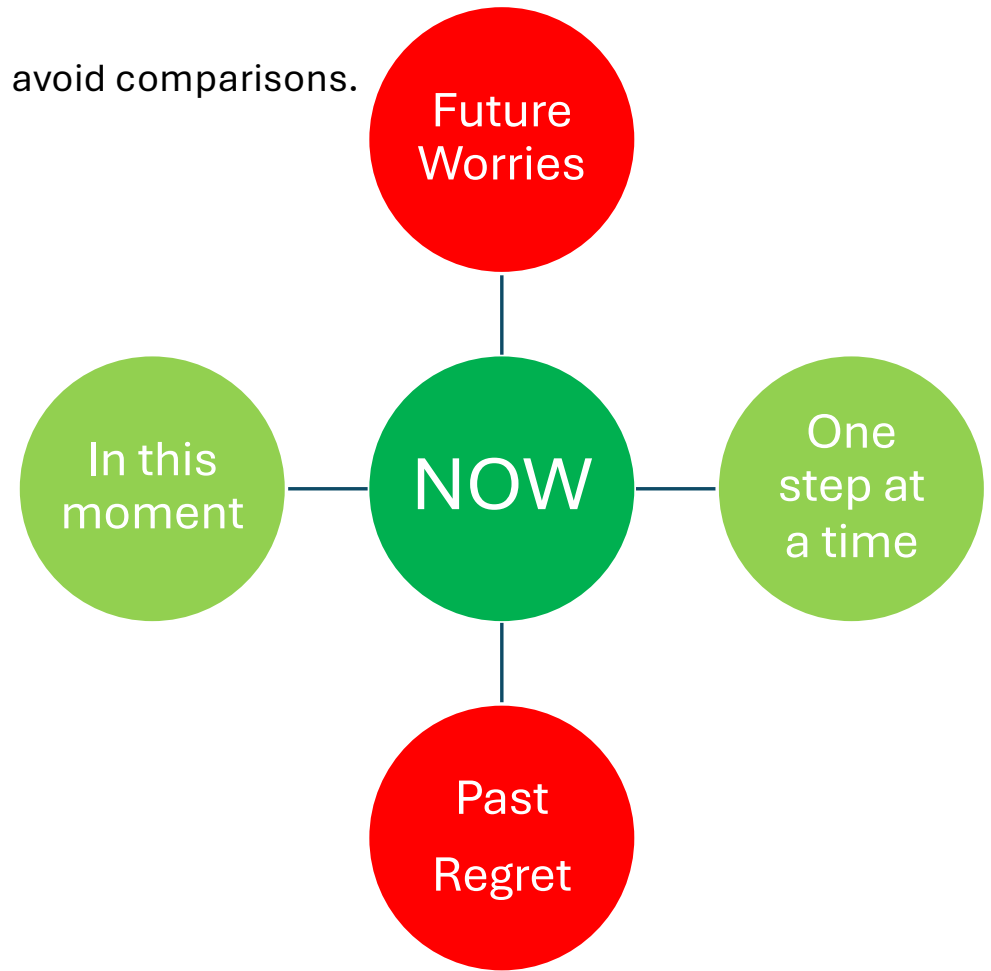 avoid comparisons.
Future
Worries
In this
moment
NOW
One
step at
a time
Past
Regret